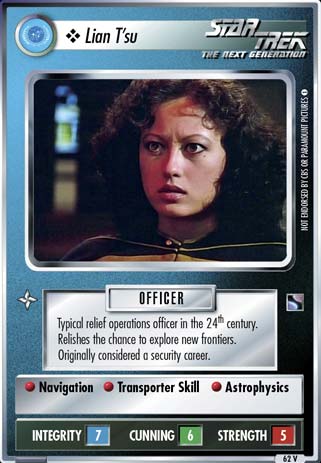 ❖ Lian T'su
STAR TREK
THE NEXT GENERATION
NOT ENDORSED BY CBS OR PARAMOUNT PICTURES
OFFICER
Typical relief operations officer in the 24th century.
Relishes the chance to explore new frontiers.
Originally considered a security career.
Navigation Transporter Skill Astrophysics
INTEGRITY 7 CUNNING 6 STRENGTH 5
62 V